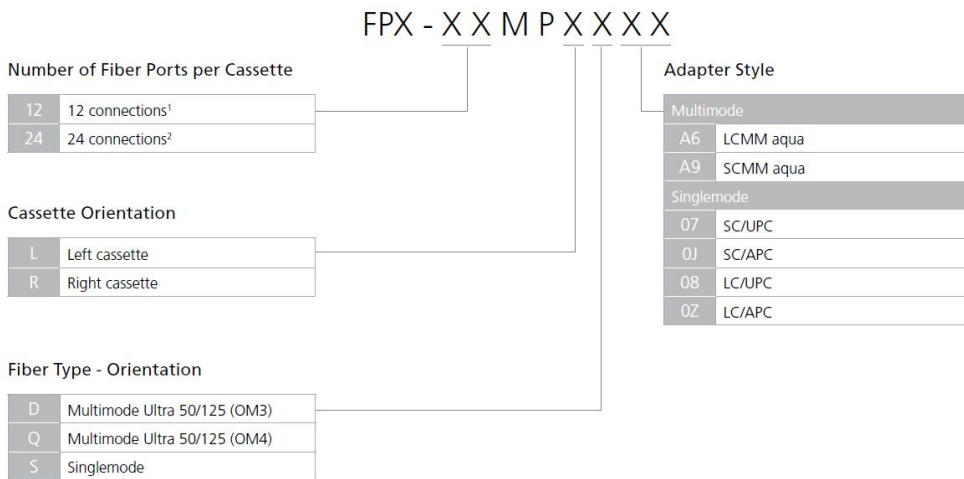 FPX - X X M P X X X X
Number of Fiber Ports per Cassette
12 12 connections¹
24 24 connections²
Cassette Orientation
L Left cassette
R Right cassette
Fiber Type - Orientation
D Multimode Ultra 50/125 (OM3)
Q Multimode Ultra 50/125 (OM4)
S Singlemode
Adapter Style
Multimode
A6 LCMM aqua
A9 SCMM aqua
Singlemode
07 SC/UPC
0J SC/APC
08 LC/UPC
0Z LC/APC